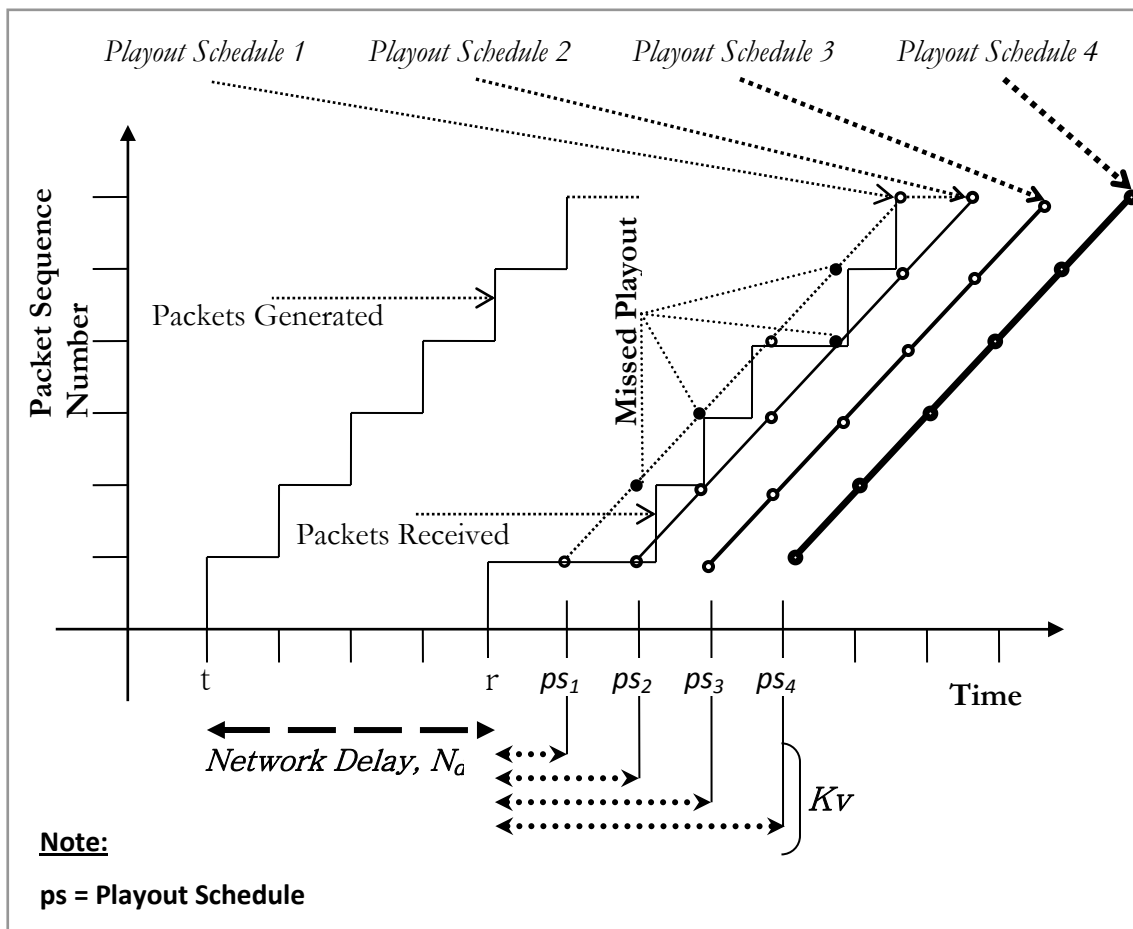 Playout Schedule 1
Playout Schedule 2
Playout Schedule 3
Playout Schedule 4
Packet Sequence
Number
Packets Generated
Missed Playout
Packets Received
t
r
ps1
ps2
ps3
ps4
Time
Network Delay, Nd
Kv
Note:
ps = Playout Schedule